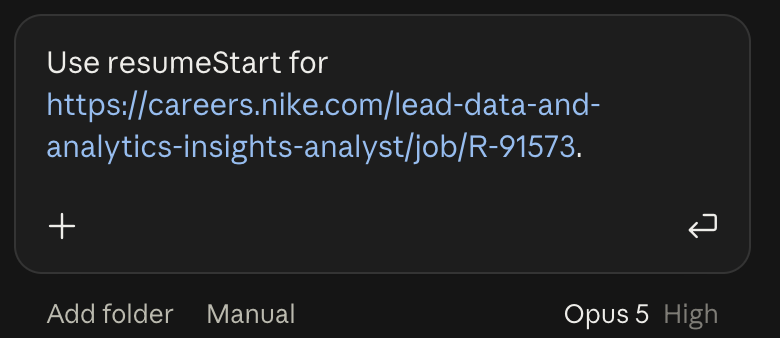 Use resumeStart for
https://careers.nike.com/lead-data-and-
analytics-insights-analyst/job/R-91573.
Add folder Manual Opus 5 High